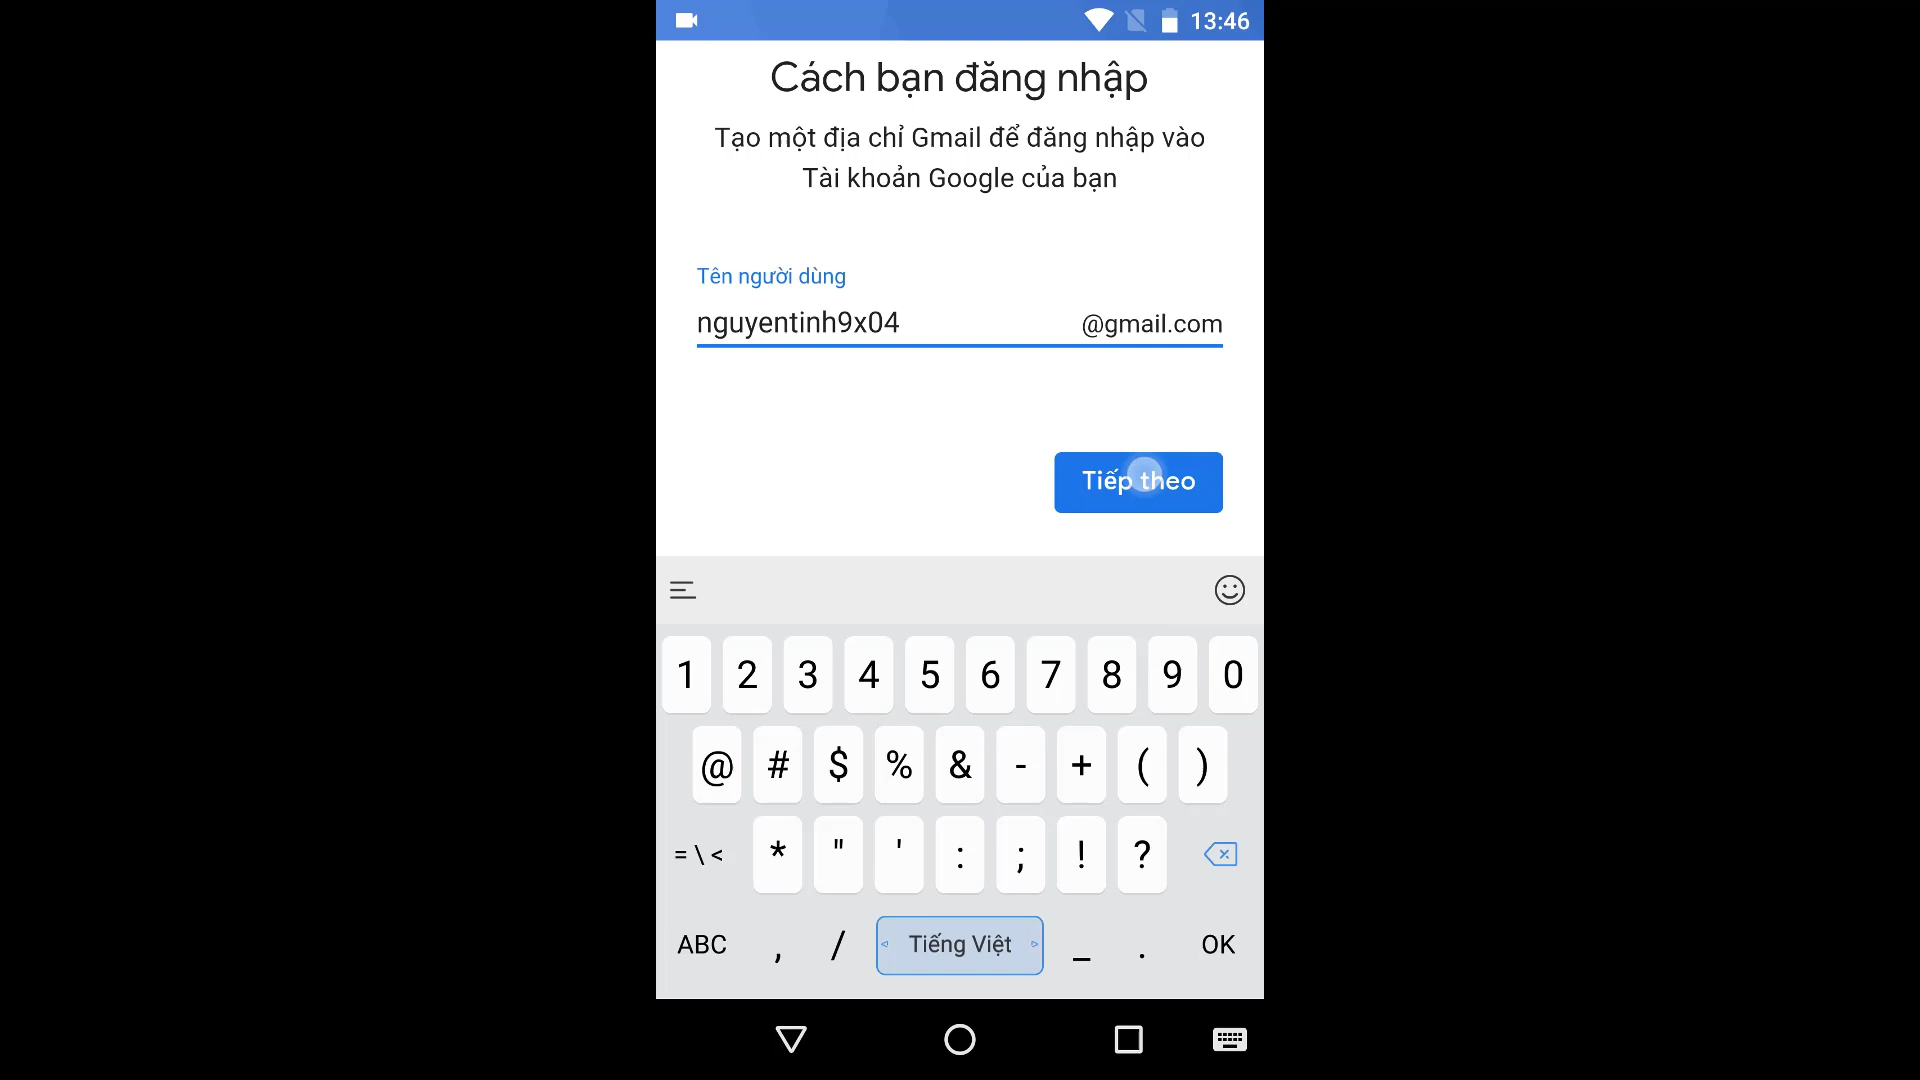 13:46
Cách bạn đăng nhập
Tạo một địa chỉ Gmail để đăng nhập vào
Tài khoản Google của bạn
Tên người dùng
nguyentinh9x04 @gmail.com
Tiếp theo
1 2 3 4 5 6 7 8 9 0
@ # $ % & - + ( )
= \ < * " ' : ; ! ?
ABC , / Tiếng Việt _ . OK